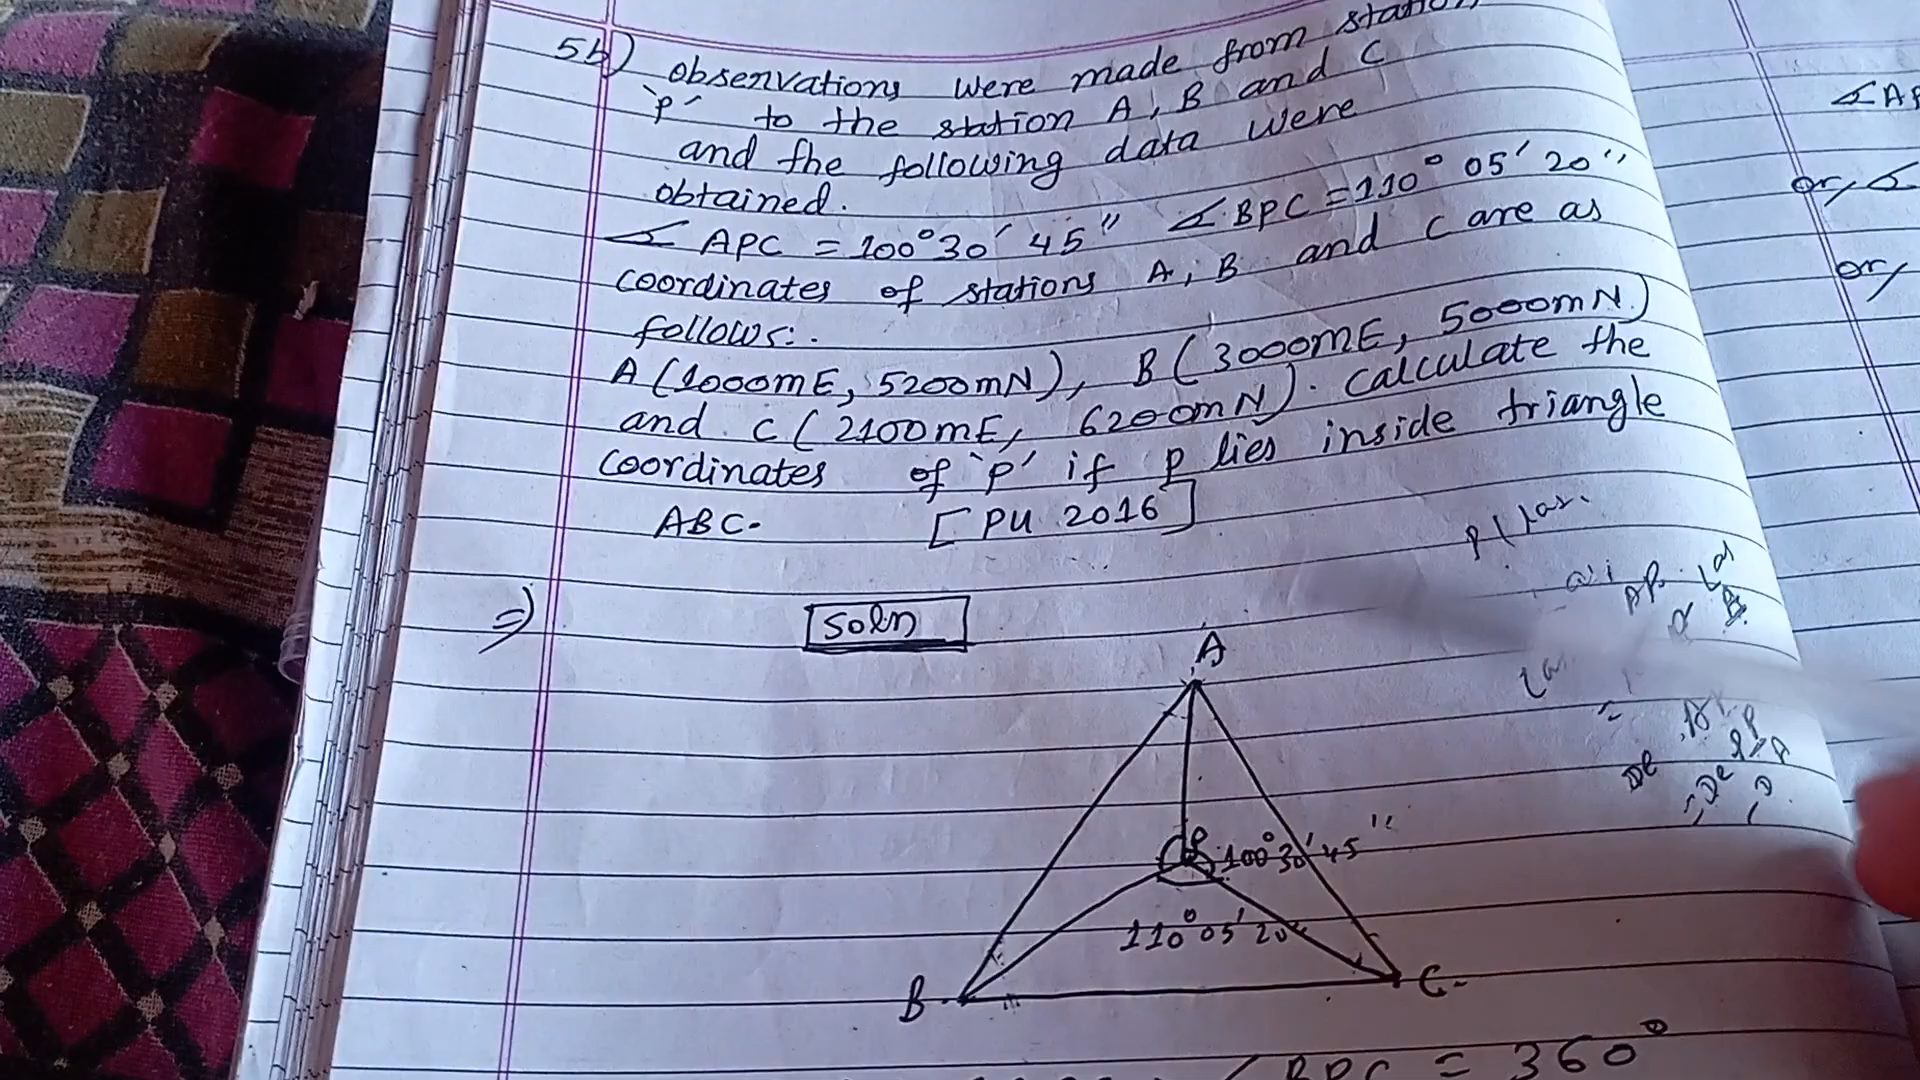 5b) observations were made from station
'p' to the station A, B and C
and the following data were
obtained.
∠APC = 100° 30' 45" ∠BPC = 110° 05' 20"
coordinates of stations A, B and C are as
follows:-
A (1000mE, 5200mN), B (3000mE, 5000mN)
and C (2100mE, 6200mN). Calculate the
coordinates of 'p' if p lies inside triangle
ABC. [PU 2016]
=) Soln
A
P
100° 30' 45"
110° 05' 20"
B C
∠BPC = 360°
or, ∠
or,